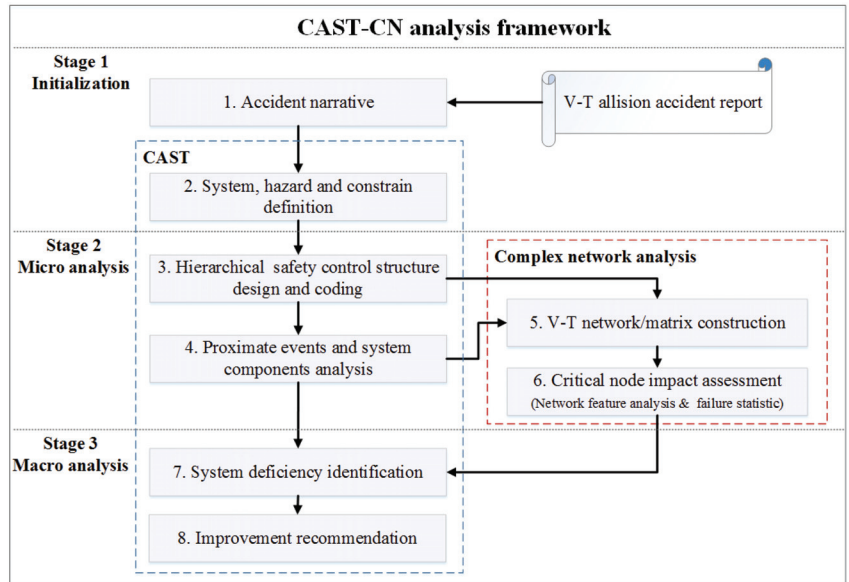 CAST-CN analysis framework
Stage 1
Initialization
1. Accident narrative
V-T allision accident report
CAST
2. System, hazard and constrain
definition
Stage 2
Micro analysis
3. Hierarchical safety control structure
design and coding
Complex network analysis
5. V-T network/matrix construction
4. Proximate events and system
components analysis
6. Critical node impact assessment
(Network feature analysis & failure statistic)
Stage 3
Macro analysis
7. System deficiency identification
8. Improvement recommendation